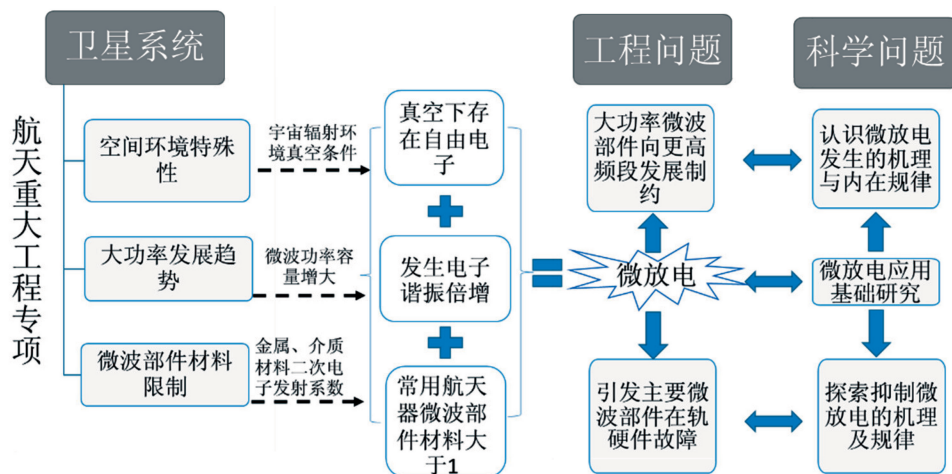 卫星系统
工程问题
科学问题
航天重大工程专项
空间环境特殊
性
宇宙辐射环
境真空条件
真空下存
在自由电
子
大功率微波
部件向更高
频段发展制
约
认识微放电
发生的机理
与内在规律
大功率发展趋
势
微波功率容
量增大
发生电子
谐振倍增
微放电
微放电应用
基础研究
微波部件材料
限制
金属、介质
材料二次电
子发射系数
常用航天
器微波部
件材料大
于1
引发主要微
波部件在轨
硬件故障
探索抑制微
放电的机理
及规律